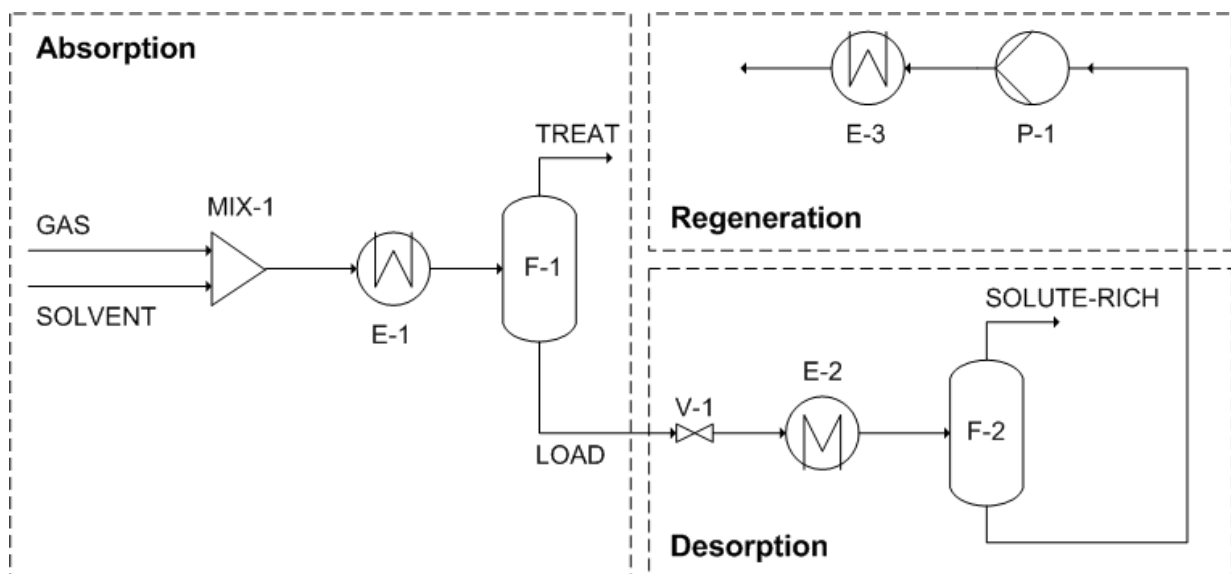 Absorption
GAS
SOLVENT
MIX-1
E-1
TREAT
F-1
LOAD
E-3
P-1
Regeneration
SOLUTE-RICH
V-1
E-2
F-2
Desorption